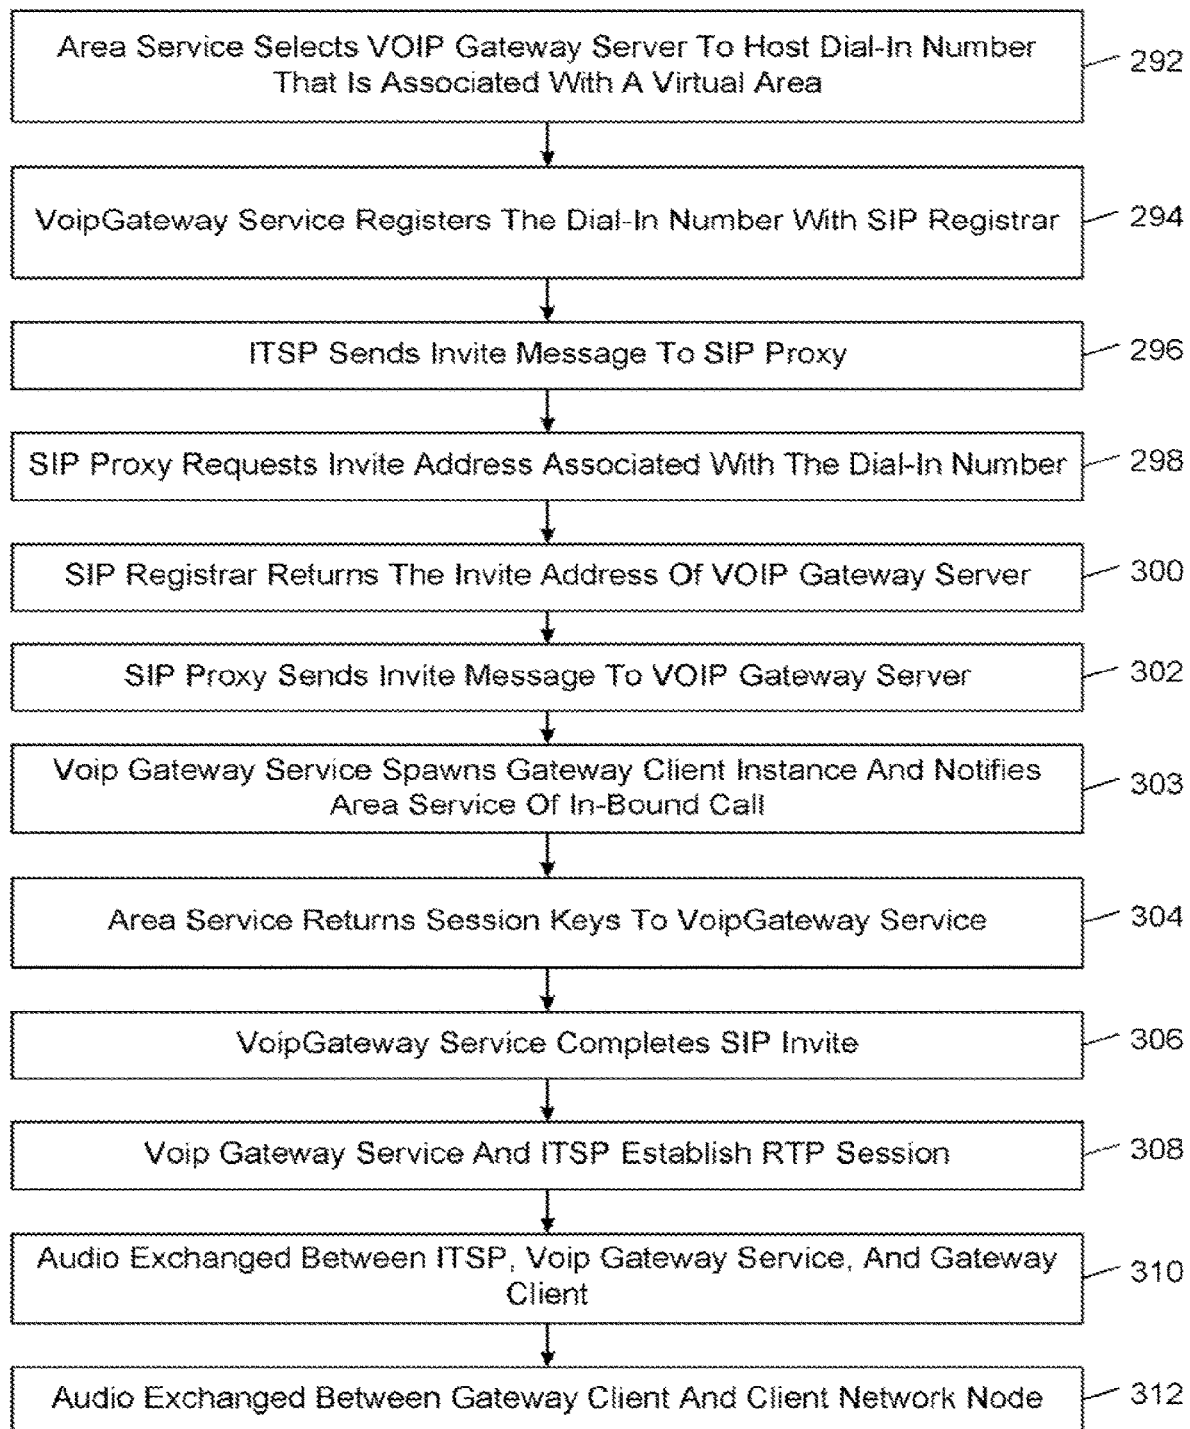 Area Service Selects VOIP Gateway Server To Host Dial-In Number
That Is Associated With A Virtual Area
292
VoipGateway Service Registers The Dial-In Number With SIP Registrar
294
ITSP Sends Invite Message To SIP Proxy
296
SIP Proxy Requests Invite Address Associated With The Dial-In Number
298
SIP Registrar Returns The Invite Address Of VOIP Gateway Server
300
SIP Proxy Sends Invite Message To VOIP Gateway Server
302
Voip Gateway Service Spawns Gateway Client Instance And Notifies
Area Service Of In-Bound Call
303
Area Service Returns Session Keys To VoipGateway Service
304
VoipGateway Service Completes SIP Invite
306
Voip Gateway Service And ITSP Establish RTP Session
308
Audio Exchanged Between ITSP, Voip Gateway Service, And Gateway
Client
310
Audio Exchanged Between Gateway Client And Client Network Node
312